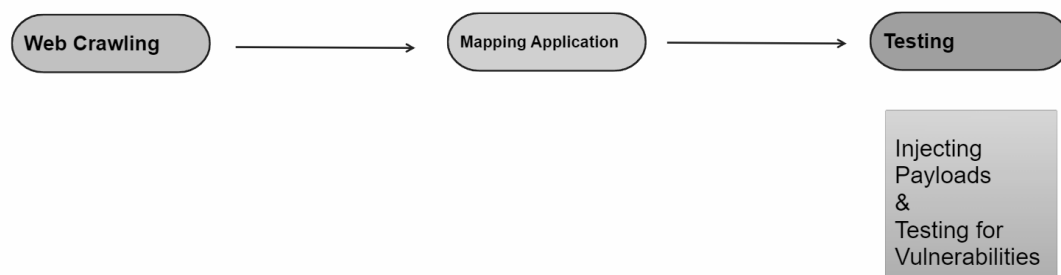 Web Crawling
Mapping Application
Testing
Injecting
Payloads
&
Testing for
Vulnerabilities